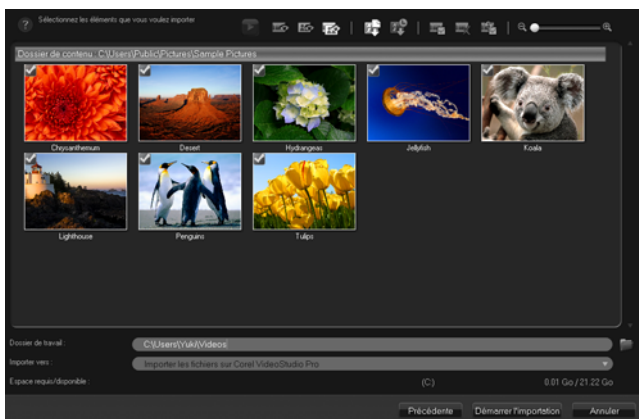 Sélectionnez les éléments que vous voulez importer
Dossier de contenu : C:\Users\Public\Pictures\Sample Pictures
Chrysanthemum
Desert
Hydrangeas
Jellyfish
Koala
Lighthouse
Penguins
Tulips
Dossier de travail : C:\Users\Yuki\Videos
Importer vers : Importer les fichiers sur Corel VideoStudio Pro
Espace requis/disponible : (C:) 0.01 Go / 21.22 Go
Précédente Démarrer l'importation Annuler